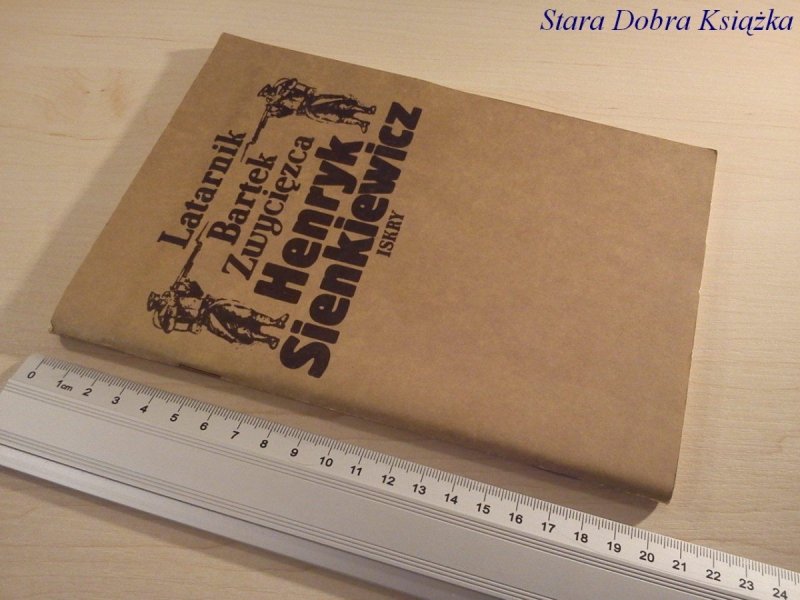 Stara Dobra Książka
Latarnik
Bartek
Zwycięzca
Henryk
Sienkiewicz
ISKRY
0 1cm 2 3 4 5 6 7 8 9 10 11 12 13 14 15 16 17 18 19 20 21 22 23 24